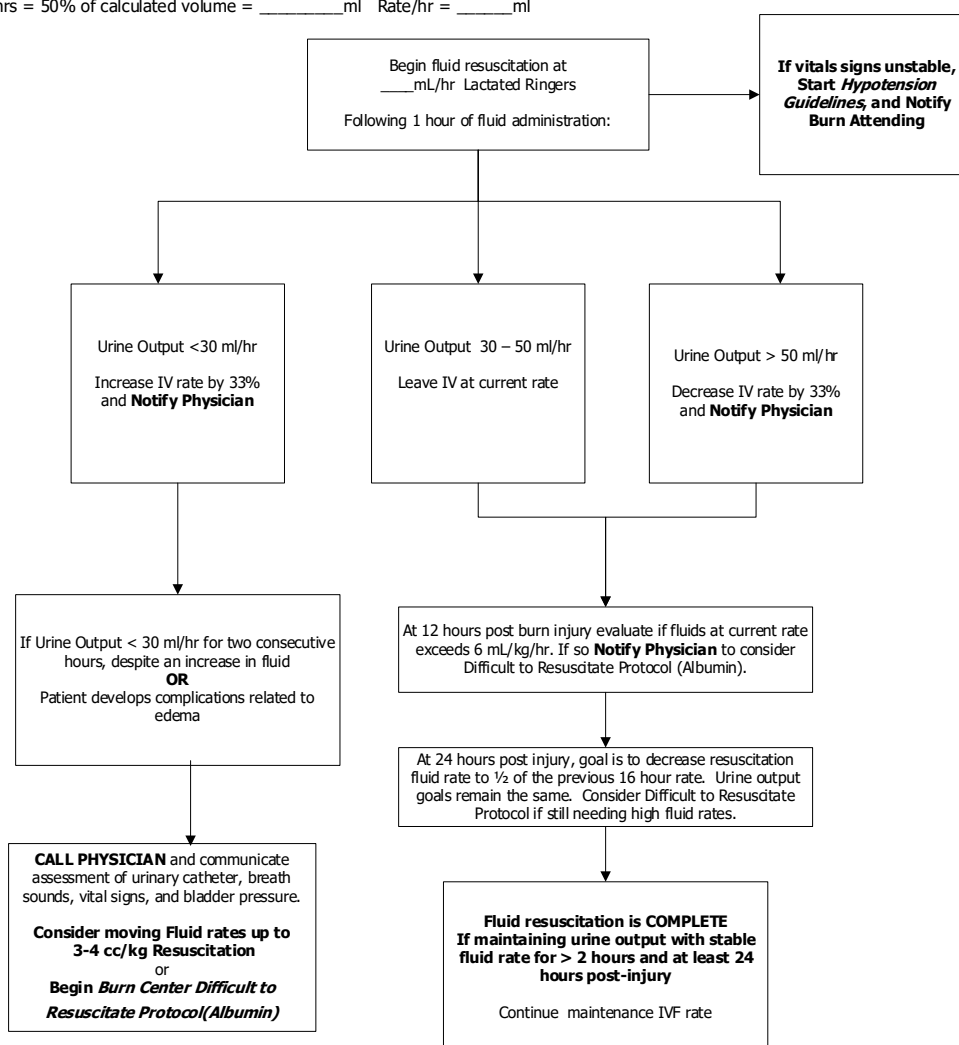 hrs = 50% of calculated volume = _________ml   Rate/hr = ______ml
Begin fluid resuscitation at
____mL/hr  Lactated Ringers
Following 1 hour of fluid administration:
If vitals signs unstable,
Start Hypotension
Guidelines, and Notify
Burn Attending
Urine Output <30 ml/hr
Increase IV rate by 33%
and Notify Physician
Urine Output  30 – 50 ml/hr
Leave IV at current rate
Urine Output > 50 ml/hr
Decrease IV rate by 33%
and Notify Physician
If Urine Output < 30 ml/hr for two consecutive
hours, despite an increase in fluid
OR
Patient develops complications related to
edema
At 12 hours post burn injury evaluate if fluids at current rate
exceeds 6 mL/kg/hr. If so Notify Physician to consider
Difficult to Resuscitate Protocol (Albumin).
At 24 hours post injury, goal is to decrease resuscitation
fluid rate to ½ of the previous 16 hour rate.  Urine output
goals remain the same.  Consider Difficult to Resuscitate
Protocol if still needing high fluid rates.
CALL PHYSICIAN and communicate
assessment of urinary catheter, breath
sounds, vital signs, and bladder pressure.
Consider moving Fluid rates up to
3-4 cc/kg Resuscitation
or
Begin Burn Center Difficult to
Resuscitate Protocol(Albumin)
Fluid resuscitation is COMPLETE
If maintaining urine output with stable
fluid rate for > 2 hours and at least 24
hours post-injury
Continue  maintenance IVF rate